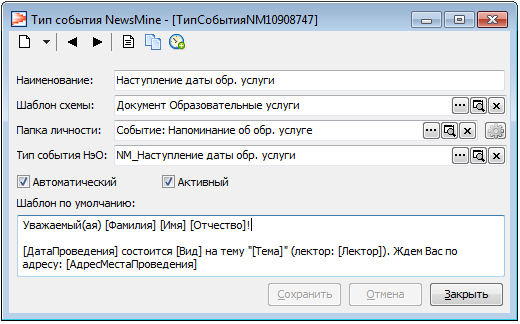 Тип события NewsMine - [ТипСобытияNM10908747]
Наименование: Наступление даты обр. услуги
Шаблон схемы: Документ Образовательные услуги
Папка личности: Событие: Напоминание об обр. услуге
Тип события НэО: NM_Наступление даты обр. услуги
Автоматический Активный
Шаблон по умолчанию:
Уважаемый(ая) [Фамилия] [Имя] [Отчество]!
[ДатаПроведения] состоится [Вид] на тему "[Тема]" (лектор: [Лектор]). Ждем Вас по
адресу: [АдресМестаПроведения]
Сохранить Отмена Закрыть